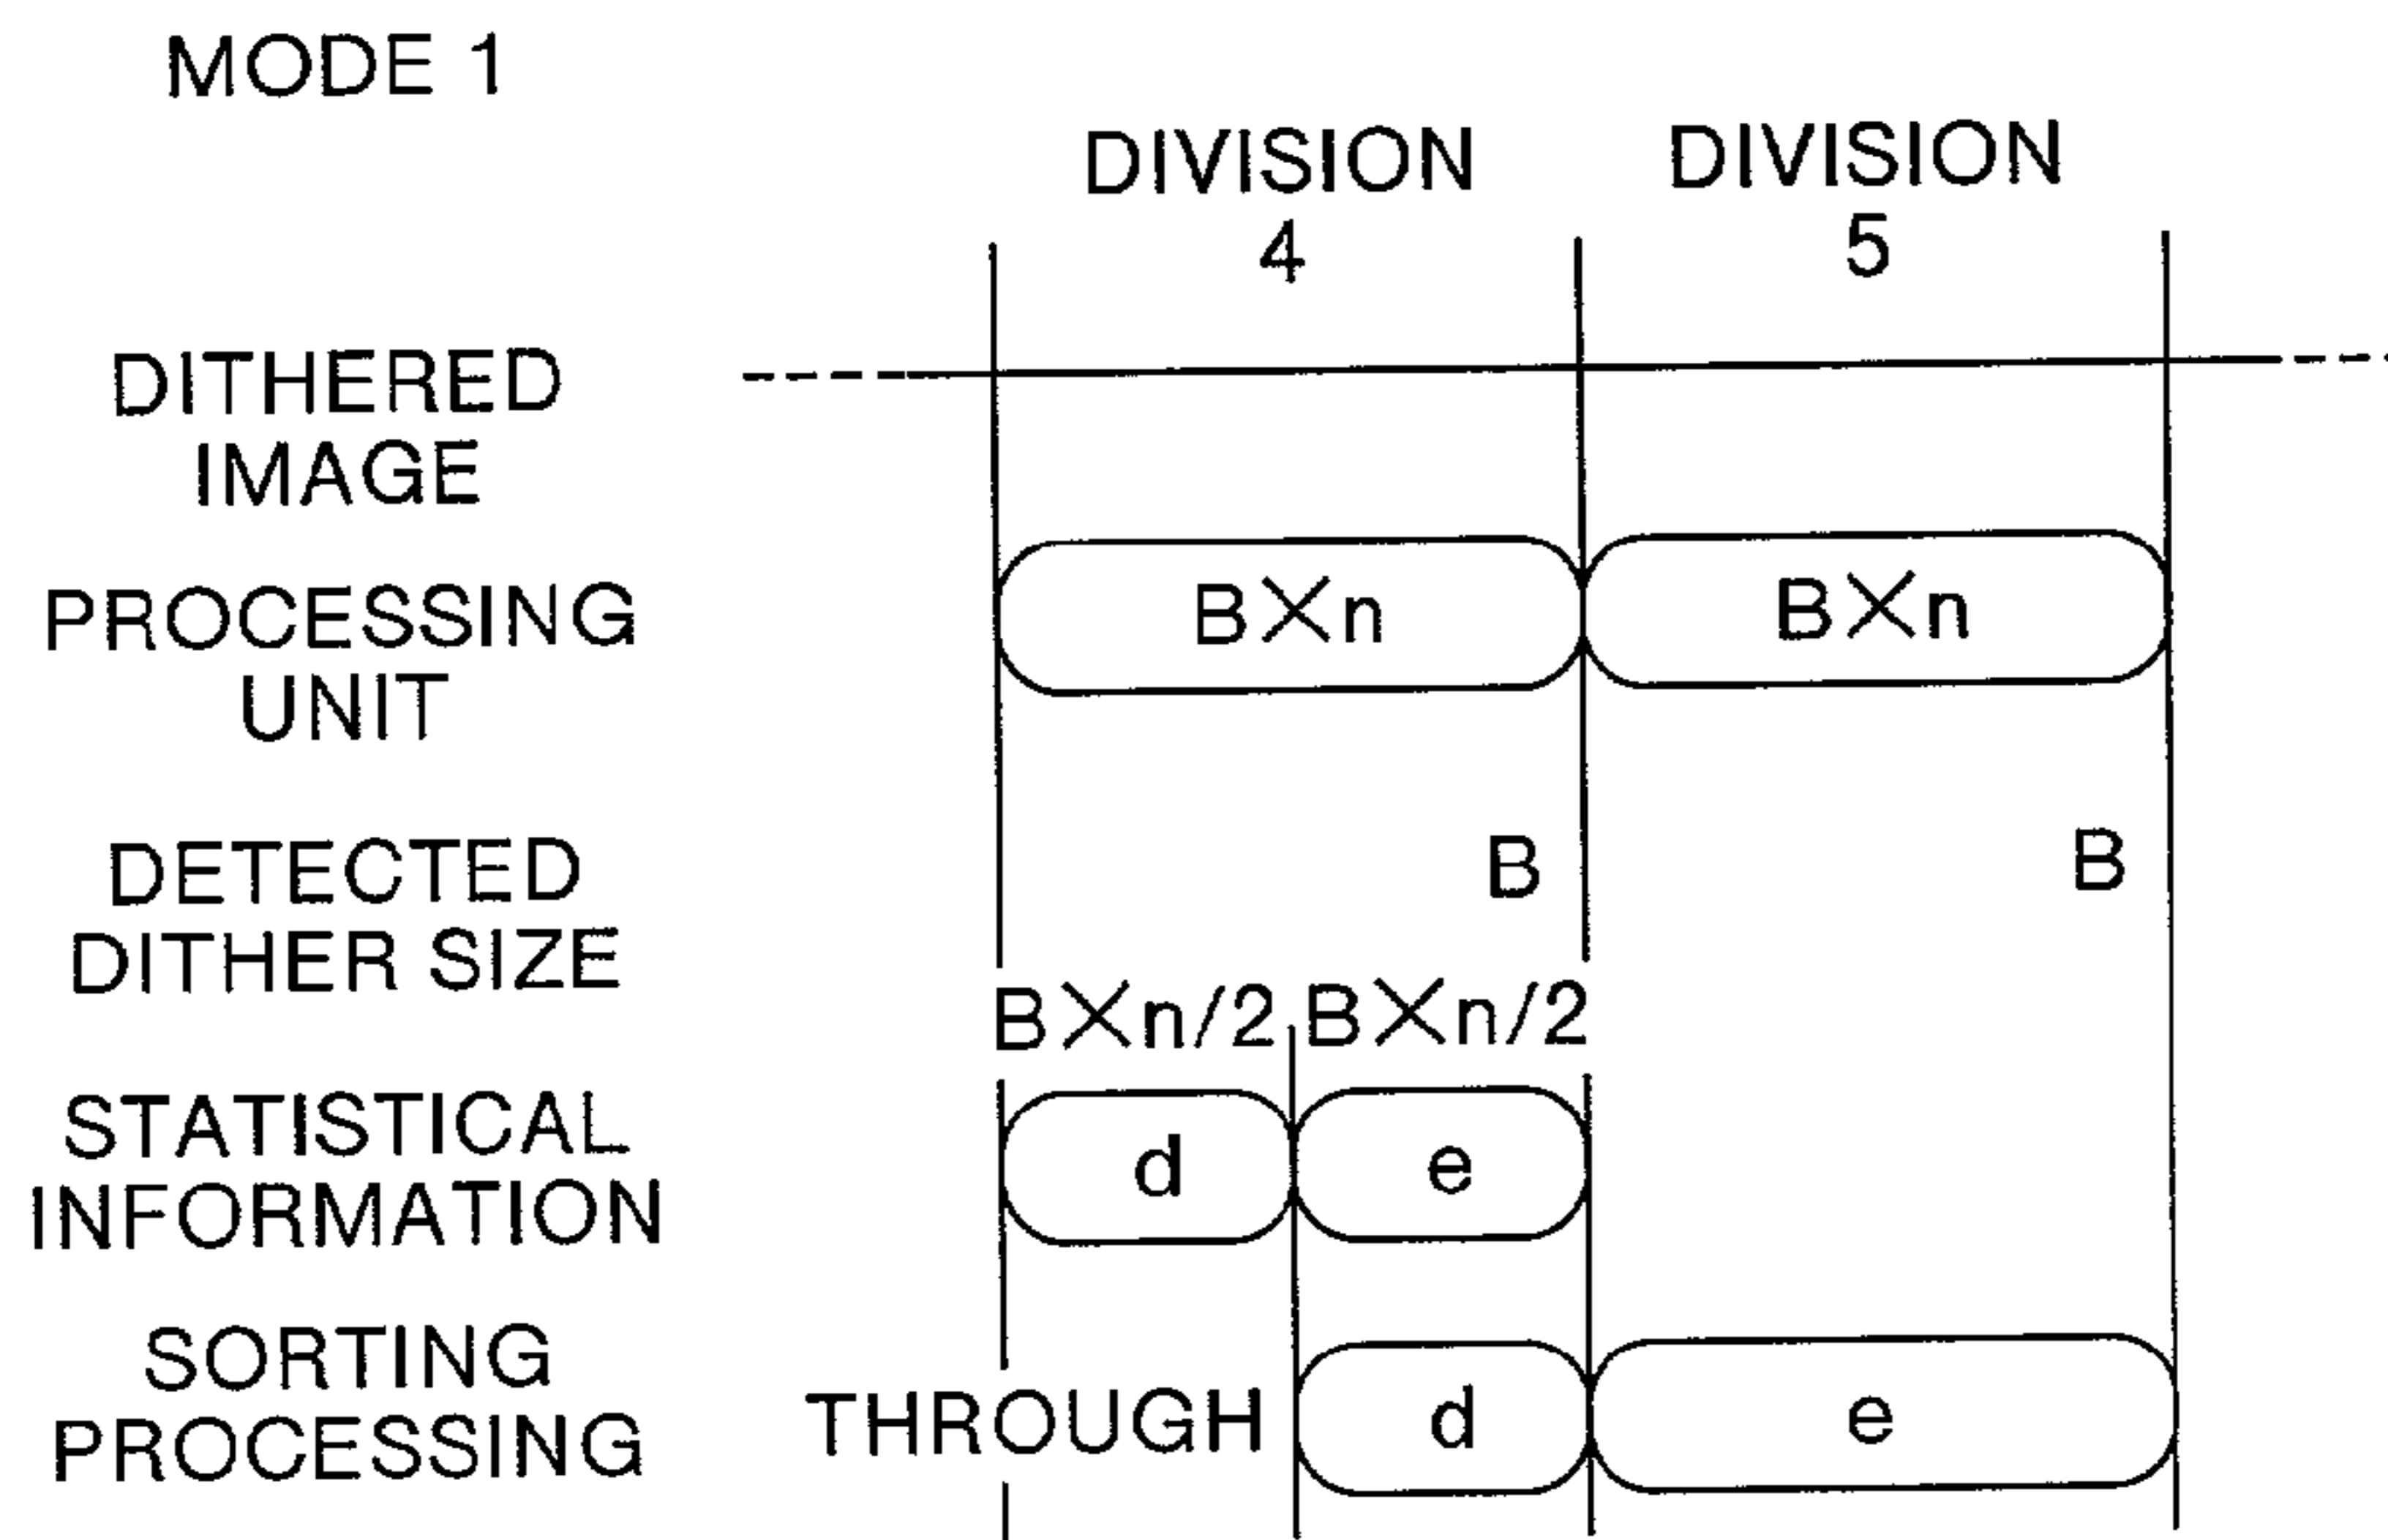 MODE 1
DIVISION
4
DIVISION
5
DITHERED
IMAGE
PROCESSING
UNIT
B×n
B×n
DETECTED
DITHER SIZE
B
B
B×n/2
B×n/2
STATISTICAL
INFORMATION
d
e
SORTING
PROCESSING
THROUGH
d
e